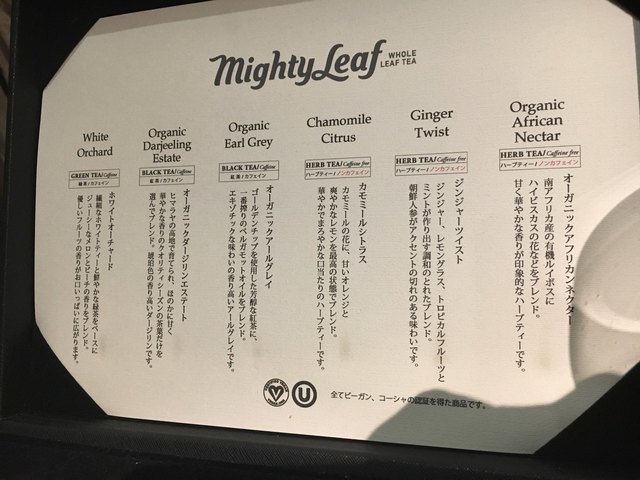 Mighty Leaf WHOLE
LEAF TEA
White
Orchard
GREEN TEA/Caffeine
緑茶/カフェイン
ホワイトオーチャード
繊細なホワイトティーと鮮やかな緑茶をベースに
ジューシーなメロンとピーチの香りをブレンド。
優しいフルーツの香りがお口いっぱいに広がります。
Organic
Darjeeling
Estate
BLACK TEA/Caffeine
紅茶/カフェイン
オーガニックダージリンエステート
ヒマラヤの高地で育てられ、ほのかに甘く
華やかな香りのクオリティシーズンの茶葉だけを
選んでブレンド。琥珀色の香り高いダージリンです。
Organic
Earl Grey
BLACK TEA/Caffeine
紅茶/カフェイン
オーガニックアールグレイ
ゴールデンチップを使用した芳醇な紅茶に、
一番搾りのベルガモットオイルをブレンド。
エキゾチックな味わいの香り高いアールグレイです。
Chamomile
Citrus
HERB TEA/Caffeine free
ハーブティー/ノンカフェイン
カモミールシトラス
カモミールの花に、甘いオレンジと
爽やかなレモンを最高の状態でブレンド。
華やかでまろやかな口当たりのハーブティーです。
Ginger
Twist
HERB TEA/Caffeine free
ハーブティー/ノンカフェイン
ジンジャーツイスト
ジンジャー、レモングラス、トロピカルフルーツと
ミントが作り出す調和のとれたブレンド。
朝鮮人参がアクセントの切れのある味わいです。
Organic
African
Nectar
HERB TEA/Caffeine free
ハーブティー/ノンカフェイン
オーガニックアフリカンネクター
南アフリカ産の有機ルイボスに
ハイビスカスの花などをブレンド。
甘く華やかな香りが印象的なハーブティーです。
U
全てビーガン、コーシャの認証を得た商品です。